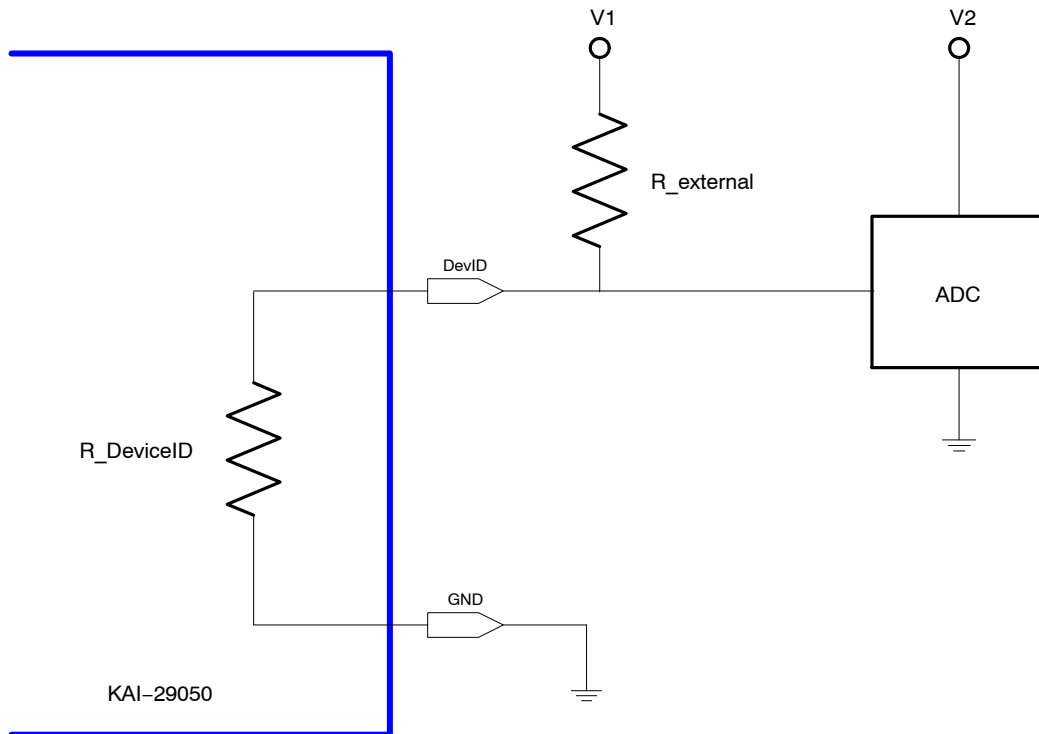 V1
V2
R_external
DevID
ADC
R_DeviceID
GND
KAI−29050